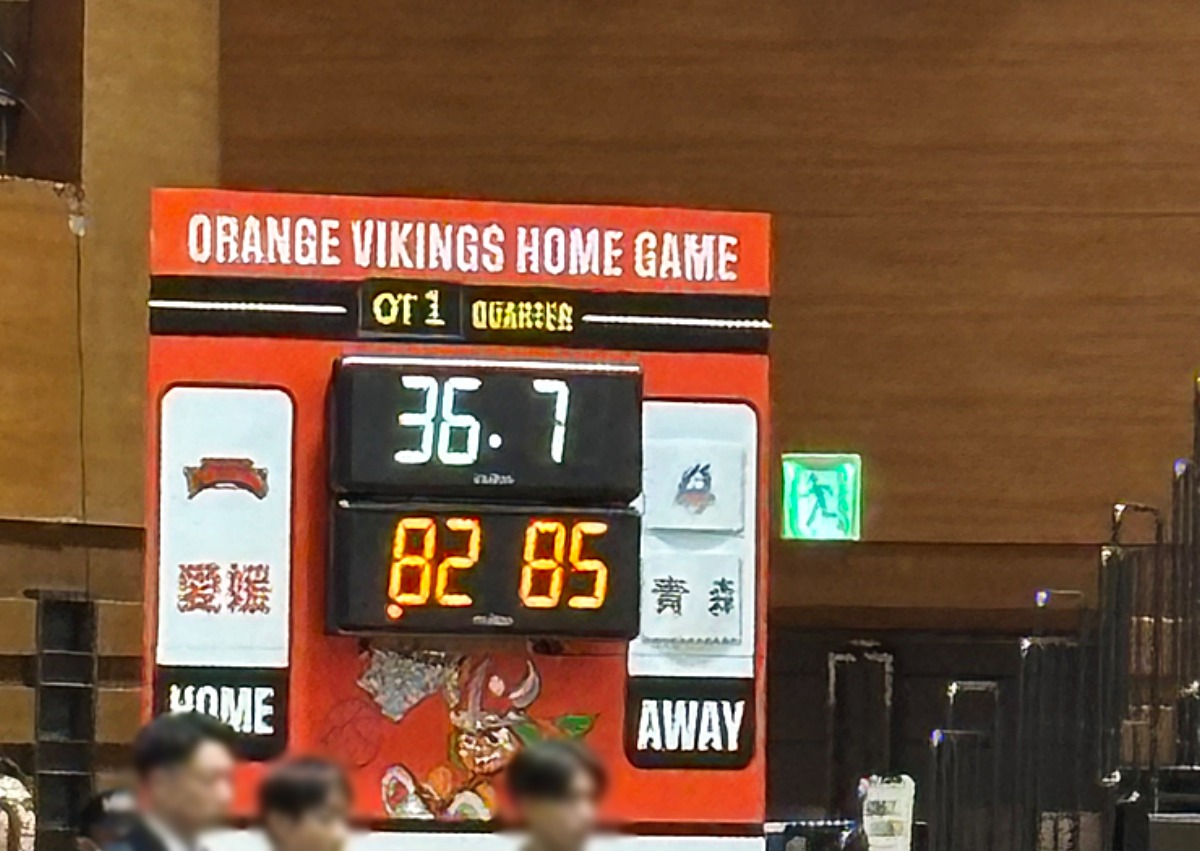 ORANGE VIKINGS HOME GAME
OT 1 QUARTER
36.7
82 85
愛媛
青森
HOME
AWAY